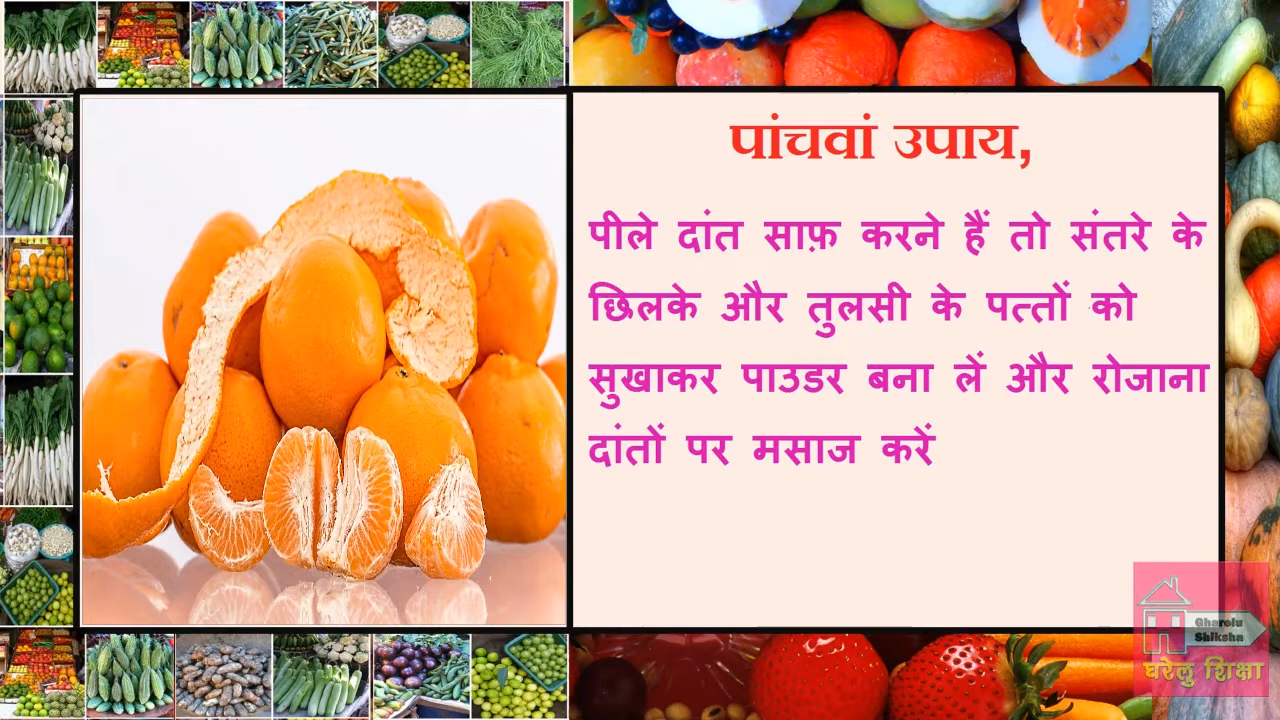 पांचवां उपाय,
पीले दांत साफ़ करने हैं तो संतरे के
छिलके और तुलसी के पत्तों को
सुखाकर पाउडर बना लें और रोजाना
दांतों पर मसाज करें
Gharelu
Shiksha
घरेलु शिक्षा